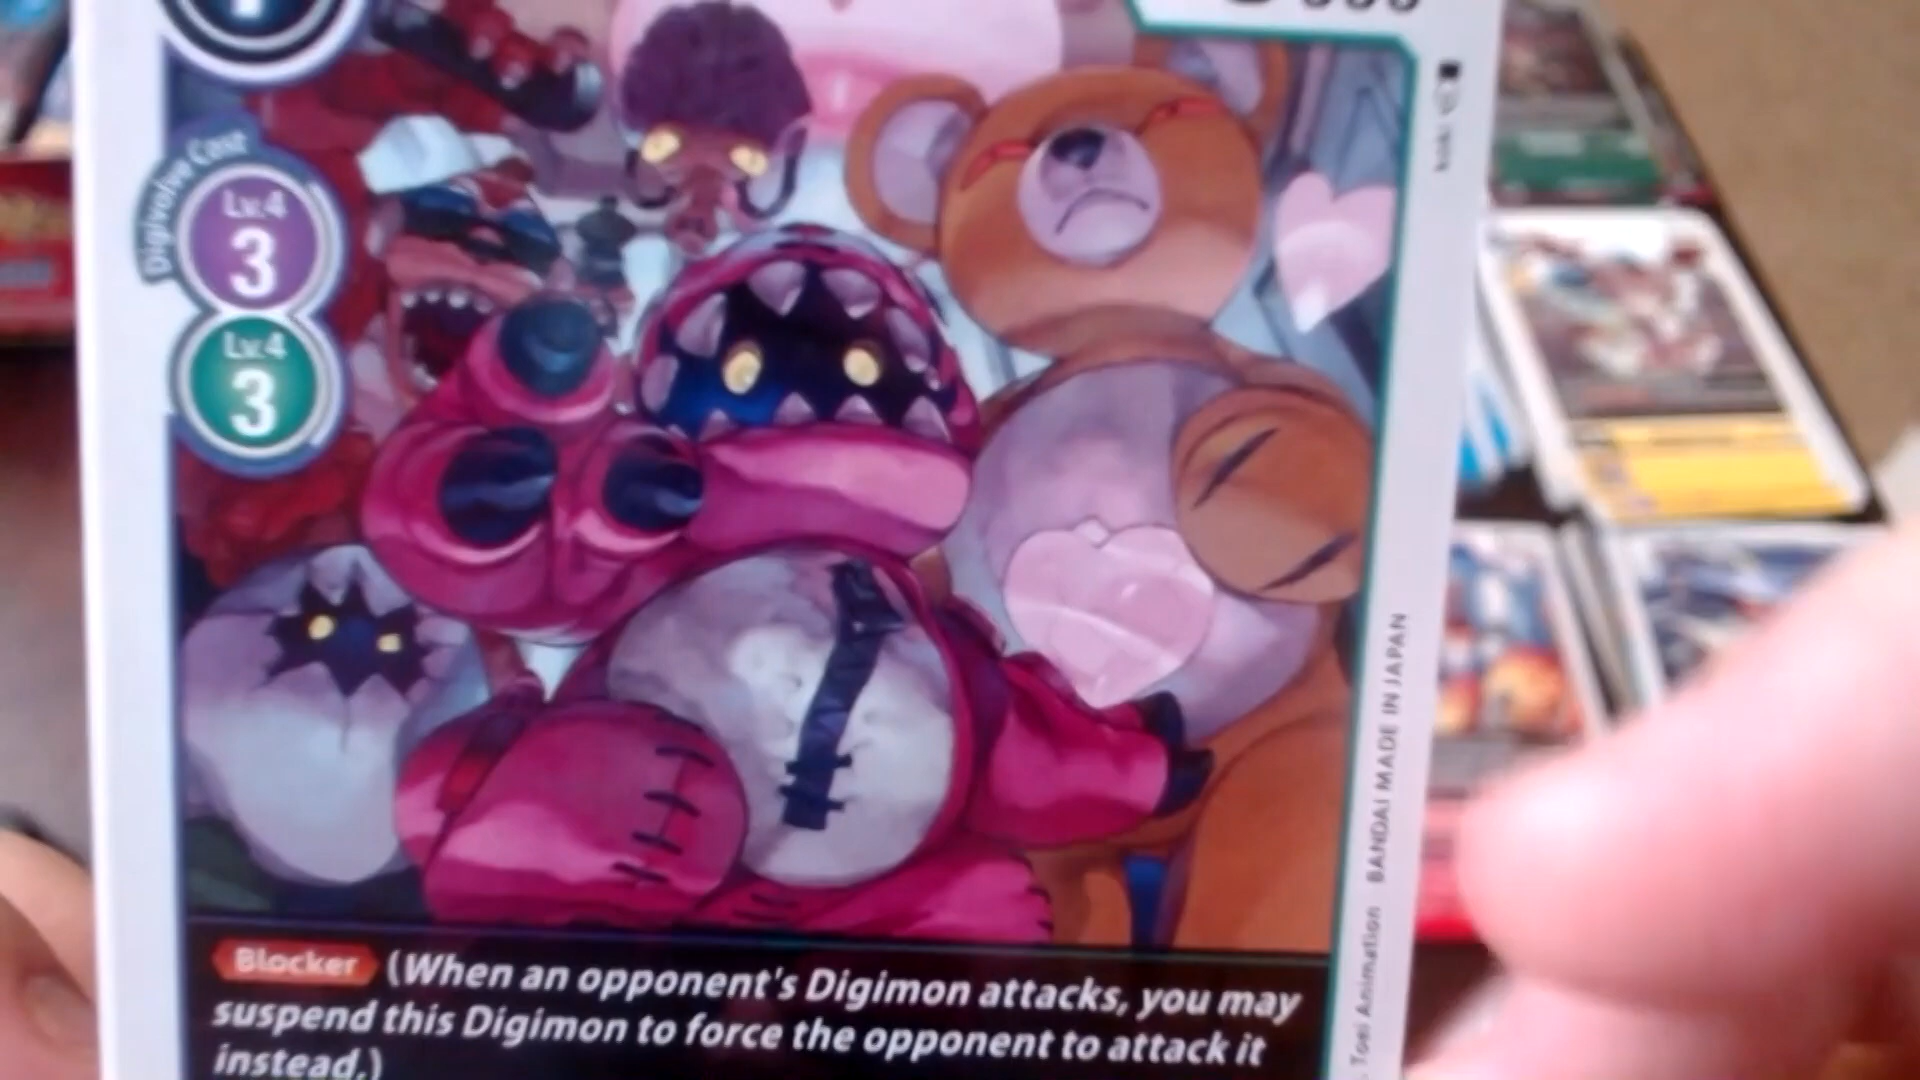 Digivolve Cost
Lv.4
3
Lv.4
3
Blocker (When an opponent's Digimon attacks, you may
suspend this Digimon to force the opponent to attack it
instead.)
Toei Animation BANDAI MADE IN JAPAN